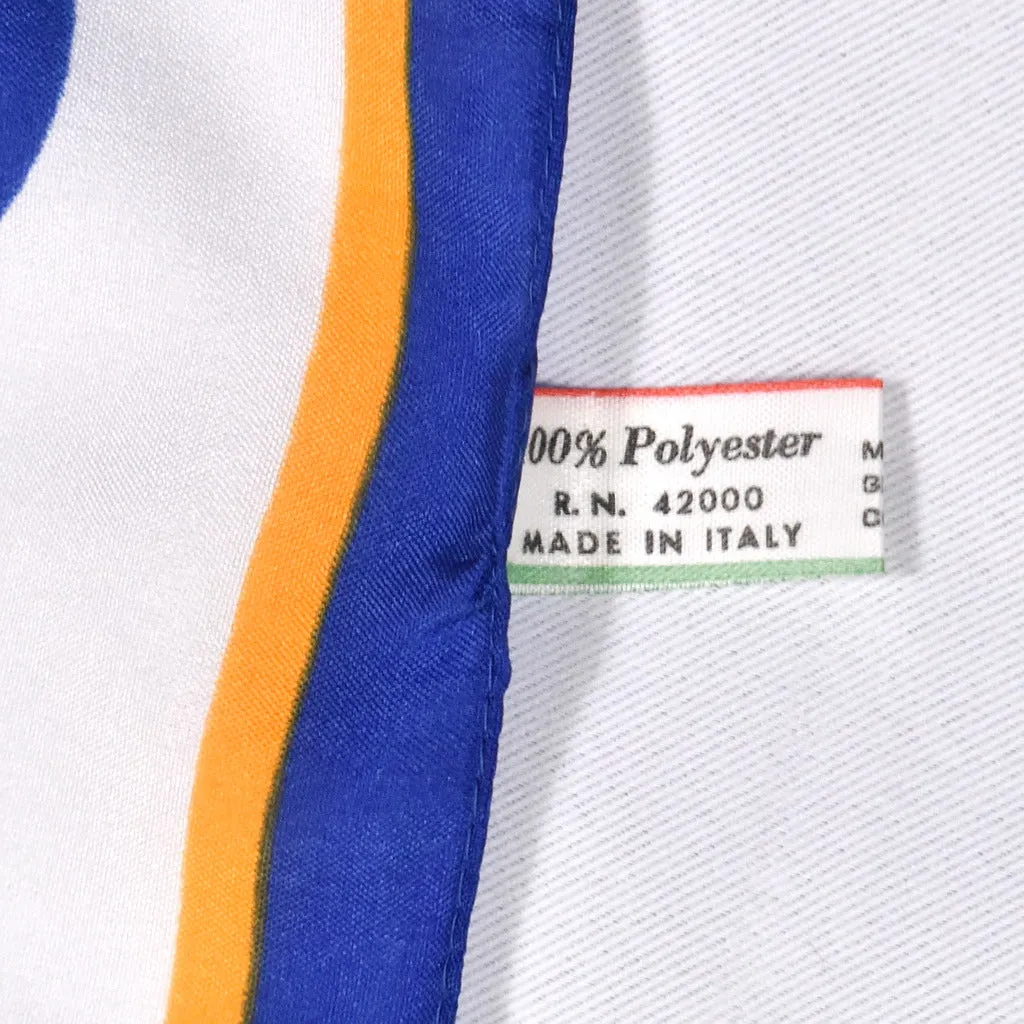 00% Polyester
R. N. 42000
MADE IN ITALY
M
B
C